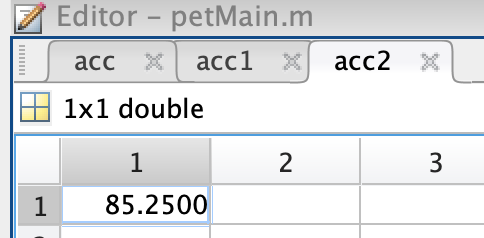 Editor – petMain.m
acc acc1 acc2
1x1 double
1 2 3
1 85.2500